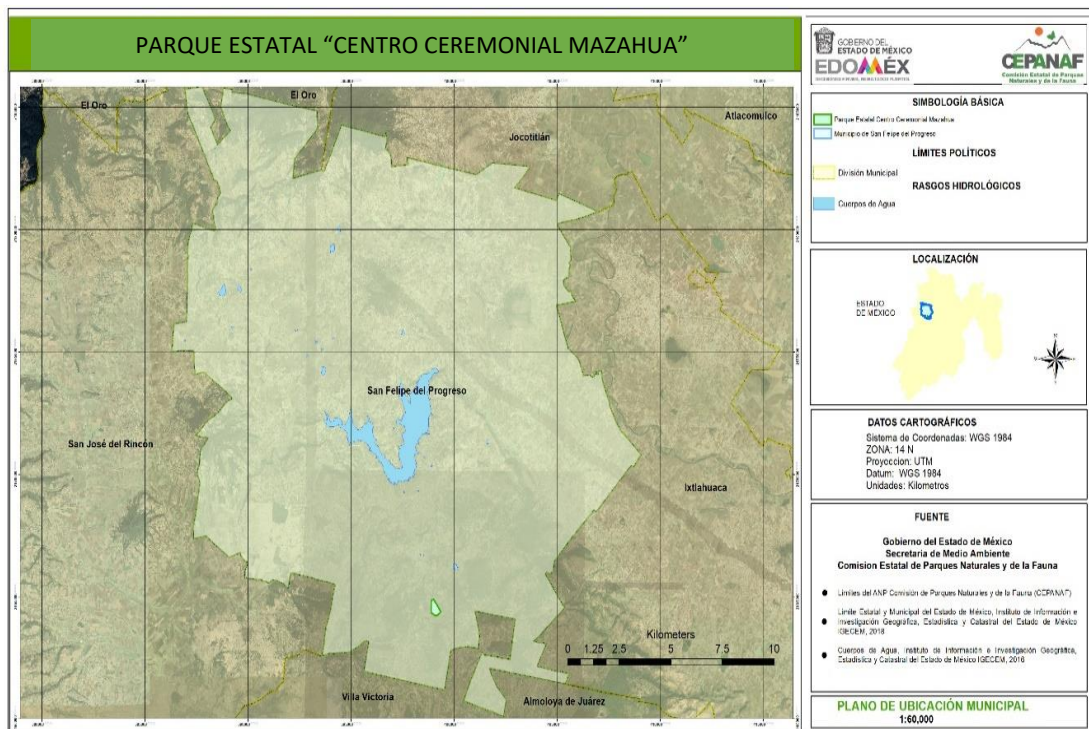 PARQUE ESTATAL “CENTRO CEREMONIAL MAZAHUA”
GOBIERNO DEL
ESTADO DE MÉXICO
EDOMÉX
CEPANAF
Comisión Estatal de Parques
Naturales y de la Fauna
El Oro
El Oro
Jocotitlán
Atlacomulco
San Felipe del Progreso
San José del Rincón
Ixtlahuaca
Villa Victoria
Almoloya de Juárez
Kilometers
0 1.25 2.5 5 7.5 10
SIMBOLOGÍA BÁSICA
Parque Estatal Centro Ceremonial Mazahua
Municipio de San Felipe del Progreso
LÍMITES POLÍTICOS
División Municipal
RASGOS HIDROLÓGICOS
Cuerpos de Agua
LOCALIZACIÓN
ESTADO
DE MÉXICO
DATOS CARTOGRÁFICOS
Sistema de Coordenadas: WGS 1984
ZONA: 14 N
Proyeccion: UTM
Datum: WGS 1984
Unidades: Kilometros
FUENTE
Gobierno del Estado de México
Secretaria de Medio Ambiente
Comision Estatal de Parques Naturales y de la Fauna
Limites del ANP Comisión de Parques Naturales y de la Fauna (CEPANAF)
Limite Estatal y Municipal del Estado de México, Instituto de Información e
Investigación Geográfica, Estadística y Catastral del Estado de México
IGECEM, 2018
Cuerpos de Agua, Instituto de Información e Investigación Geográfica,
Estadística y Catastral del Estado de México IGECEM, 2016
PLANO DE UBICACIÓN MUNICIPAL
1:60,000